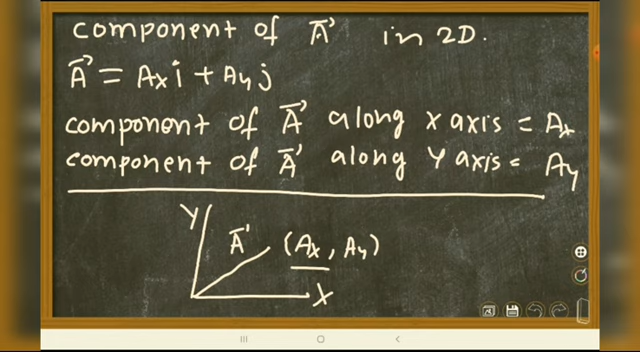 component of A⃗ in 2D.
A⃗ = Axi + Ayj
component of A⃗ along x axis = Ax
component of A⃗ along Y axis = Ay
Y
A⃗ (Ax, Ay)
X